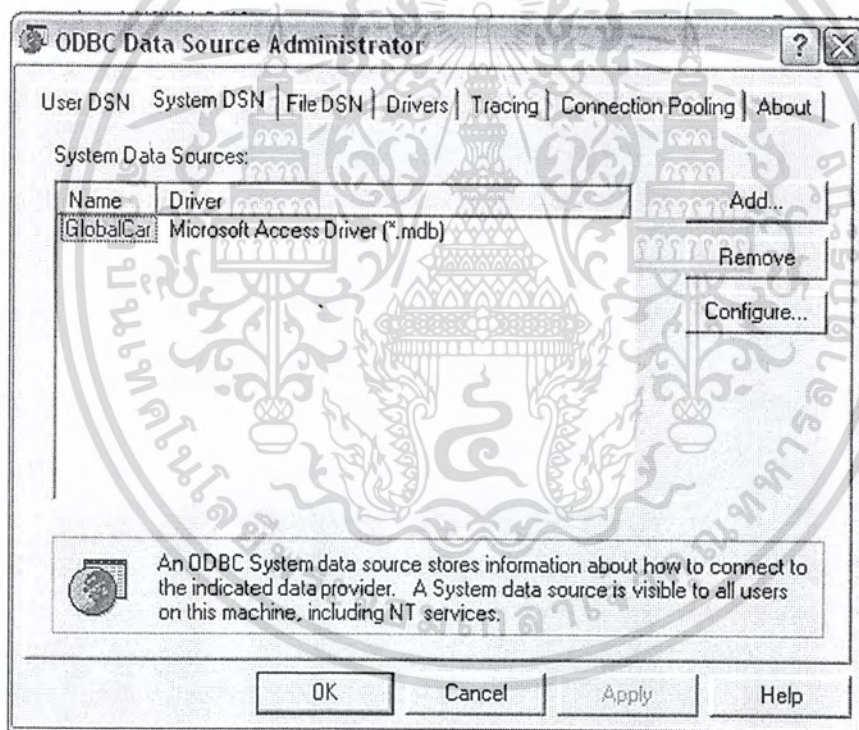 ODBC Data Source Administrator
User DSN System DSN File DSN Drivers Tracing Connection Pooling About
System Data Sources:
Name Driver
GlobalCar Microsoft Access Driver (*.mdb)
Add...
Remove
Configure...
An ODBC System data source stores information about how to connect to
the indicated data provider. A System data source is visible to all users
on this machine, including NT services.
OK Cancel Apply Help